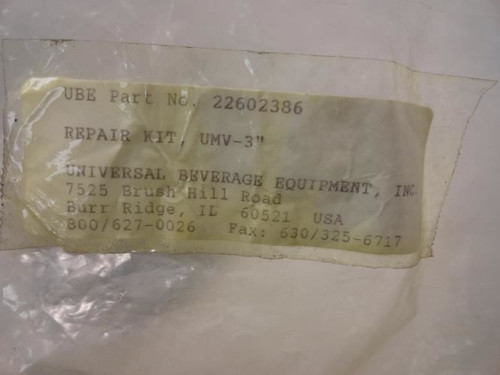 UBE Part No. 22602386
REPAIR KIT, UMV-3"
UNIVERSAL BEVERAGE EQUIPMENT, INC.
7525 Brush Hill Road
Burr Ridge, IL 60521 USA
800/627-0026 Fax: 630/325-6717